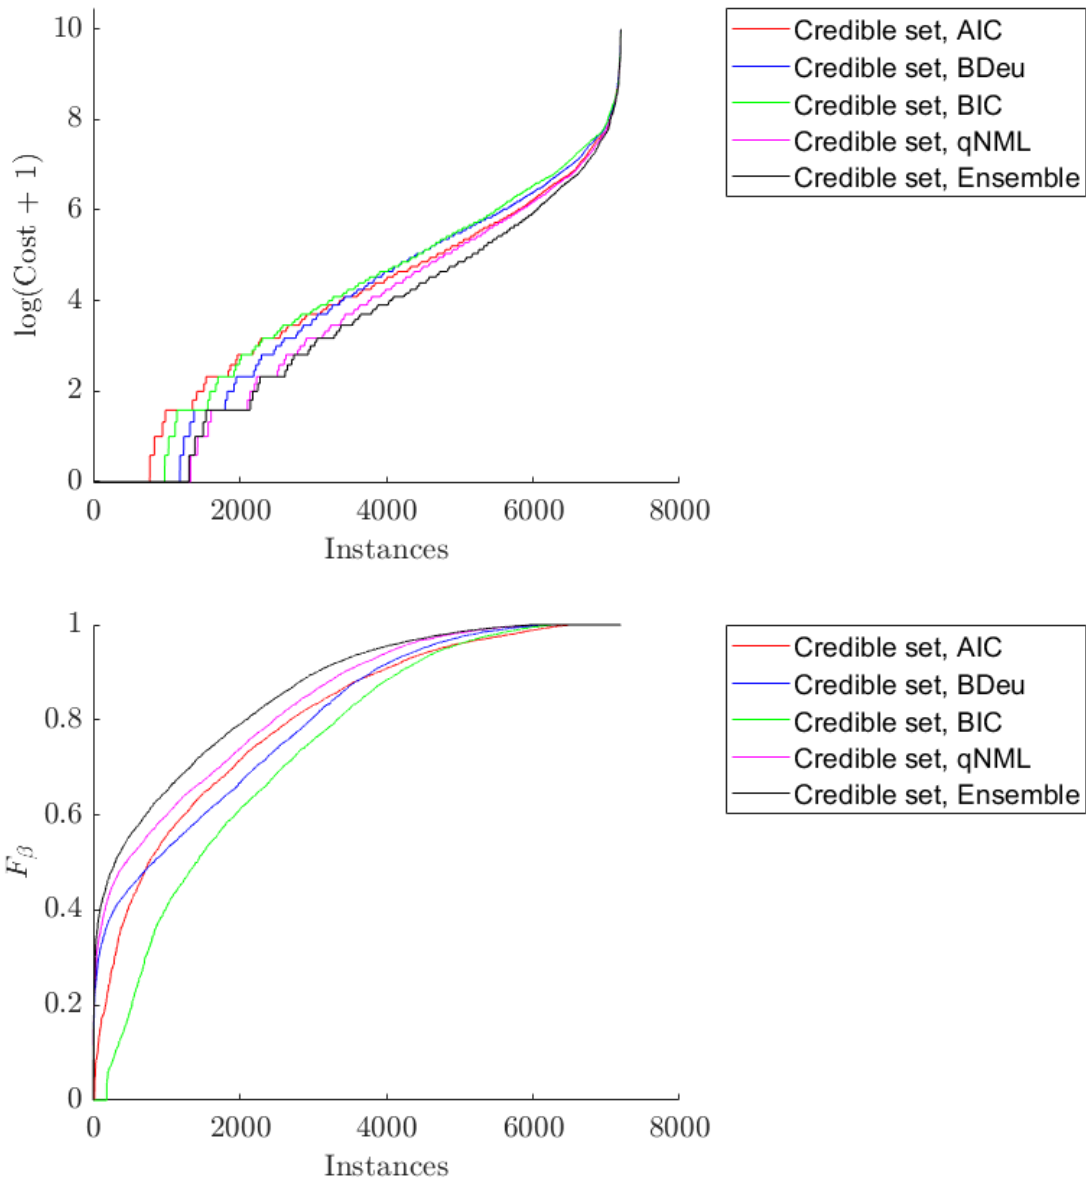 10
8
6
4
2
0
log(Cost + 1)
0 2000 4000 6000 8000
Instances
Credible set, AIC
Credible set, BDeu
Credible set, BIC
Credible set, qNML
Credible set, Ensemble
1
0.8
0.6
0.4
0.2
0
Fβ
0 2000 4000 6000 8000
Instances
Credible set, AIC
Credible set, BDeu
Credible set, BIC
Credible set, qNML
Credible set, Ensemble